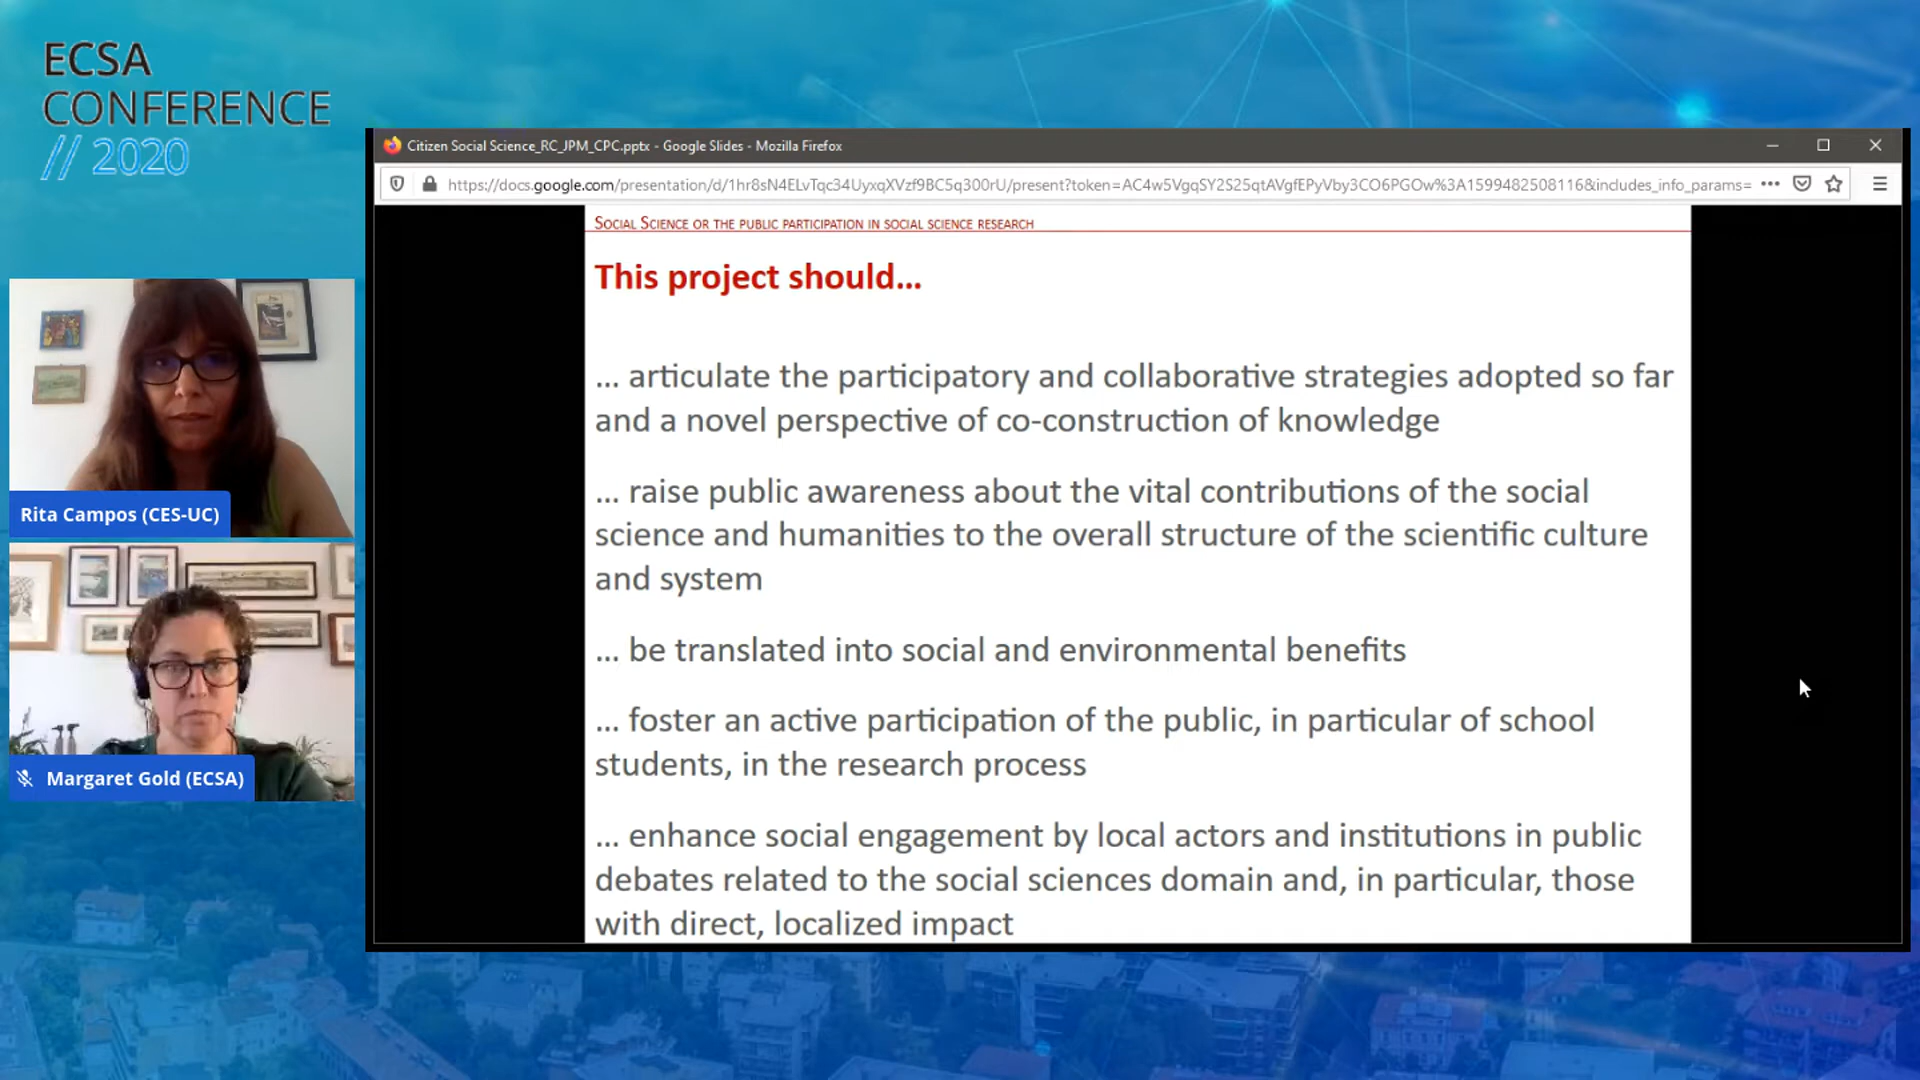 ECSA
CONFERENCE
// 2020
Citizen Social Science_RC_JPM_CPC.pptx - Google Slides - Mozilla Firefox
https://docs.google.com/presentation/d/1hr8sN4ELvTqc34UyxqXVzf9BC5q300rU/present?token=AC4w5VgqSY2S25qtAVgfEPyVby3CO6PGOw%3A1599482508116&includes_info_params=
SOCIAL SCIENCE OR THE PUBLIC PARTICIPATION IN SOCIAL SCIENCE RESEARCH
This project should...
... articulate the participatory and collaborative strategies adopted so far
and a novel perspective of co-construction of knowledge
... raise public awareness about the vital contributions of the social
science and humanities to the overall structure of the scientific culture
and system
... be translated into social and environmental benefits
... foster an active participation of the public, in particular of school
students, in the research process
... enhance social engagement by local actors and institutions in public
debates related to the social sciences domain and, in particular, those
with direct, localized impact
Rita Campos (CES-UC)
Margaret Gold (ECSA)